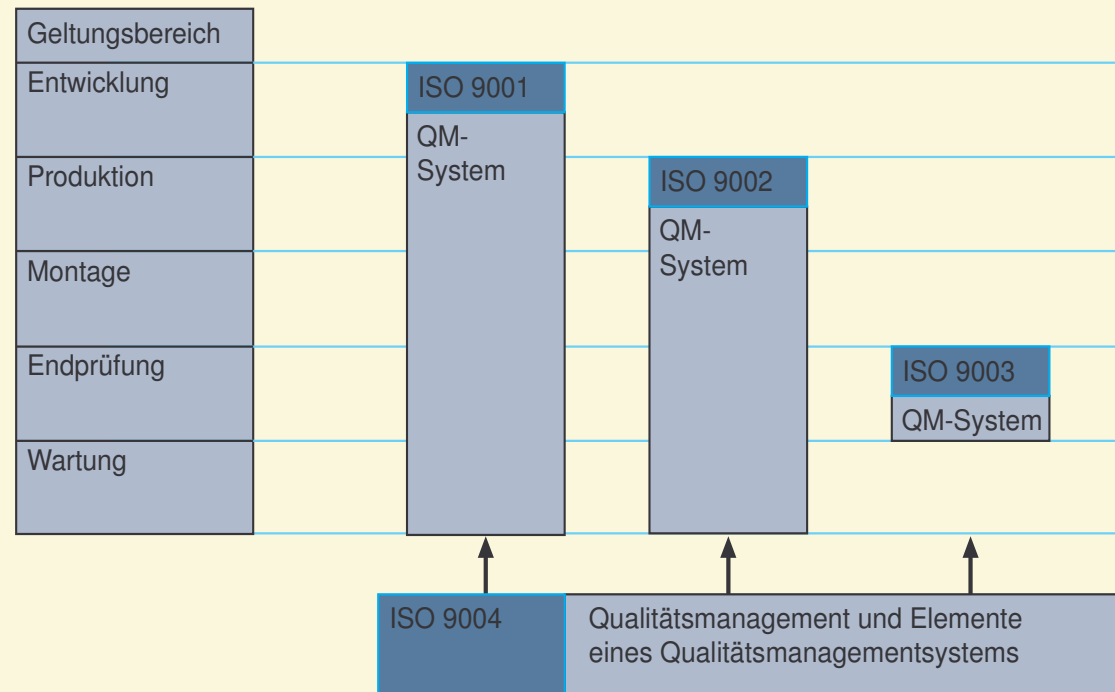 Geltungsbereich
Entwicklung
Produktion
Montage
Endprüfung
Wartung
ISO 9001
QM-
System
ISO 9002
QM-
System
ISO 9003
QM-System
ISO 9004
Qualitätsmanagement und Elemente
eines Qualitätsmanagementsystems